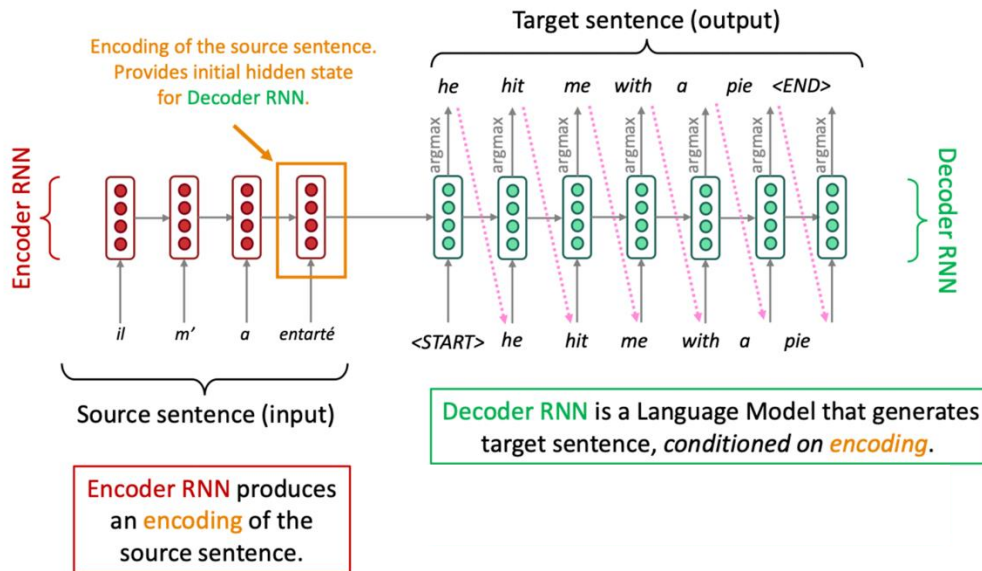 Target sentence (output)
Encoding of the source sentence.
Provides initial hidden state
for Decoder RNN.
he hit me with a pie <END>
argmax argmax argmax argmax argmax argmax argmax
Encoder RNN
Decoder RNN
il m’ a entarté
<START> he hit me with a pie
Source sentence (input)
Decoder RNN is a Language Model that generates
target sentence, conditioned on encoding.
Encoder RNN produces
an encoding of the
source sentence.